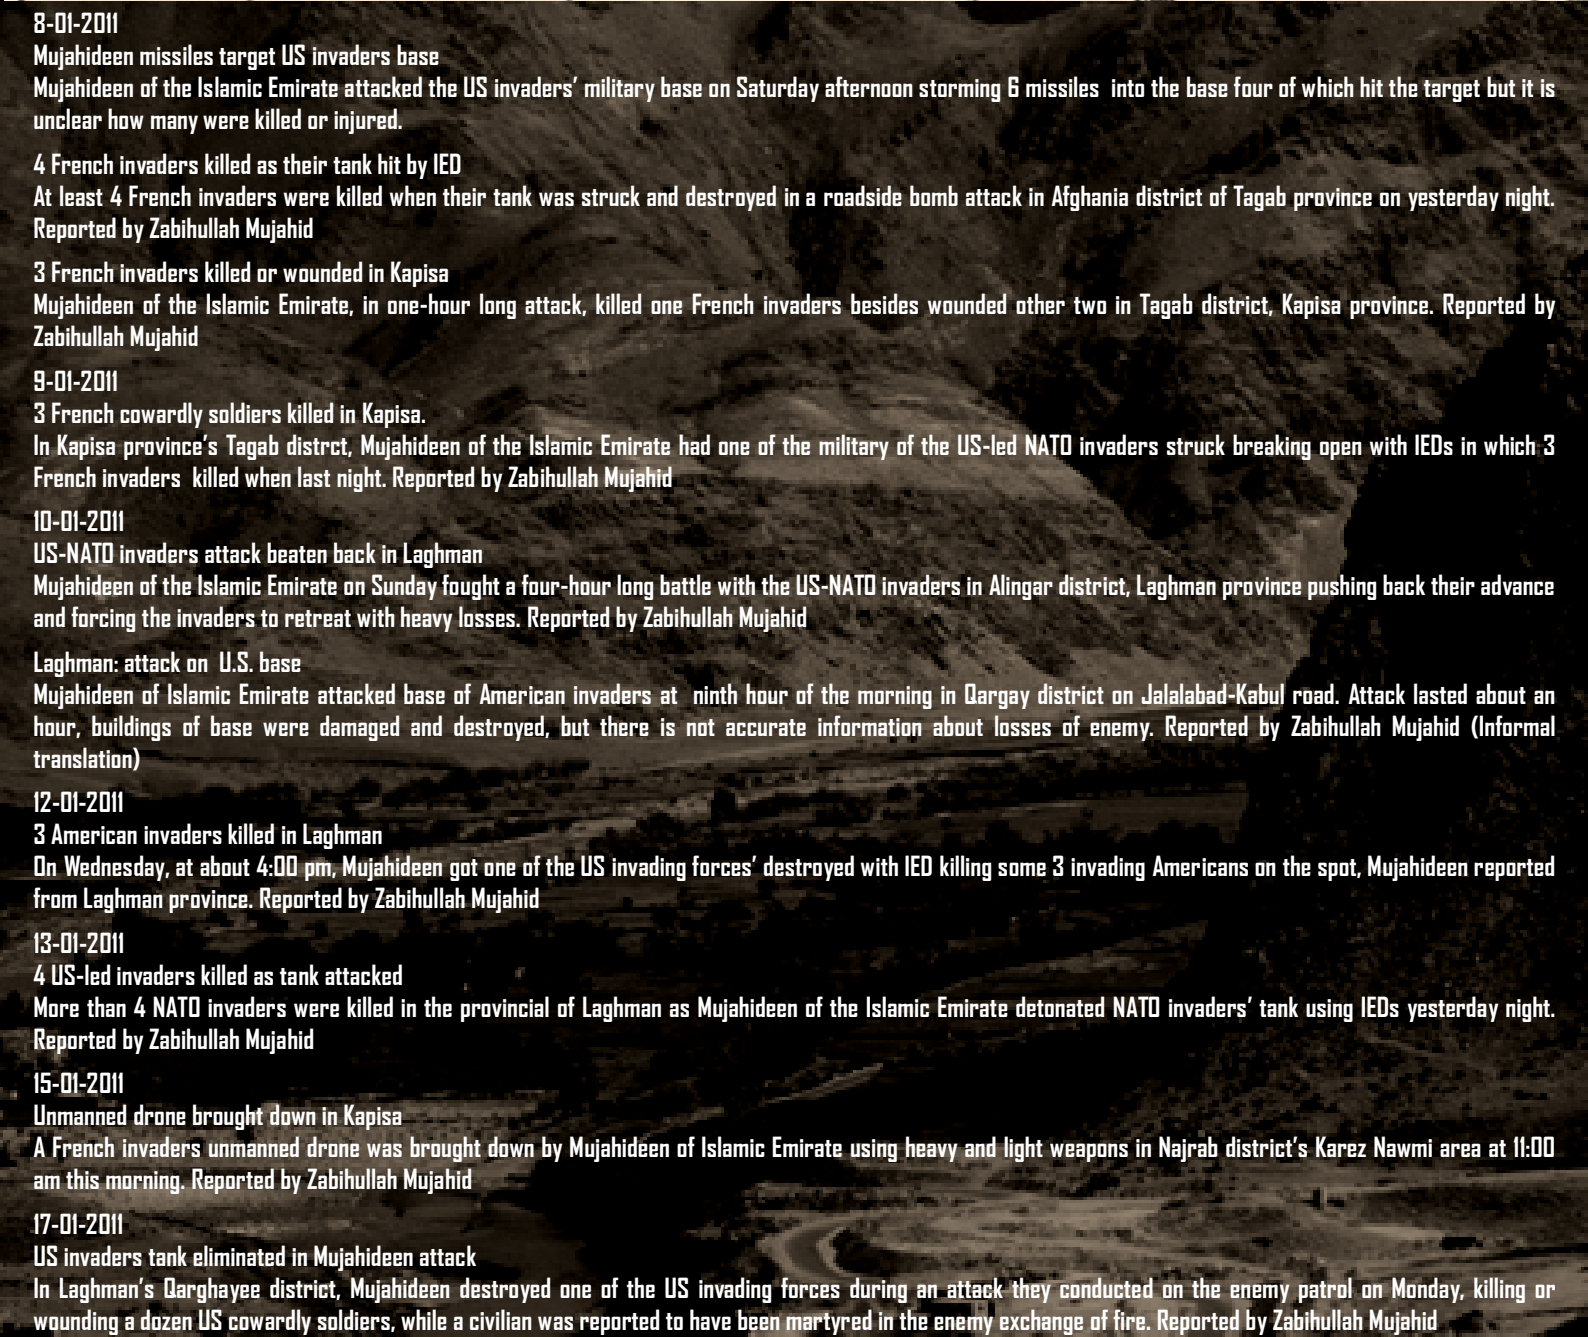 8-01-2011
Mujahideen missiles target US invaders base
Mujahideen of the Islamic Emirate attacked the US invaders’ military base on Saturday afternoon storming 6 missiles  into the base four of which hit the target but it is
unclear how many were killed or injured.
4 French invaders killed as their tank hit by IED
At least 4 French invaders were killed when their tank was struck and destroyed in a roadside bomb attack in Afghania district of Tagab province on yesterday night.
Reported by Zabihullah Mujahid
3 French invaders killed or wounded in Kapisa
Mujahideen of the Islamic Emirate, in one-hour long attack, killed one French invaders besides wounded other two in Tagab district, Kapisa province. Reported by
Zabihullah Mujahid
9-01-2011
3 French cowardly soldiers killed in Kapisa.
In Kapisa province’s Tagab distrct, Mujahideen of the Islamic Emirate had one of the military of the US-led NATO invaders struck breaking open with IEDs in which 3
French invaders  killed when last night. Reported by Zabihullah Mujahid
10-01-2011
US-NATO invaders attack beaten back in Laghman
Mujahideen of the Islamic Emirate on Sunday fought a four-hour long battle with the US-NATO invaders in Alingar district, Laghman province pushing back their advance
and forcing the invaders to retreat with heavy losses. Reported by Zabihullah Mujahid
Laghman: attack on  U.S. base
Mujahideen of Islamic Emirate attacked base of American invaders at  ninth hour of the morning in Qargay district on Jalalabad-Kabul road. Attack lasted about an
hour, buildings of base were damaged and destroyed, but there is not accurate information about losses of enemy. Reported by Zabihullah Mujahid (Informal
translation)
12-01-2011
3 American invaders killed in Laghman
On Wednesday, at about 4:00 pm, Mujahideen got one of the US invading forces’ destroyed with IED killing some 3 invading Americans on the spot, Mujahideen reported
from Laghman province. Reported by Zabihullah Mujahid
13-01-2011
4 US-led invaders killed as tank attacked
More than 4 NATO invaders were killed in the provincial of Laghman as Mujahideen of the Islamic Emirate detonated NATO invaders’ tank using IEDs yesterday night.
Reported by Zabihullah Mujahid
15-01-2011
Unmanned drone brought down in Kapisa
A French invaders unmanned drone was brought down by Mujahideen of Islamic Emirate using heavy and light weapons in Najrab district’s Karez Nawmi area at 11:00
am this morning. Reported by Zabihullah Mujahid
17-01-2011
US invaders tank eliminated in Mujahideen attack
In Laghman’s Qarghayee district, Mujahideen destroyed one of the US invading forces during an attack they conducted on the enemy patrol on Monday, killing or
wounding a dozen US cowardly soldiers, while a civilian was reported to have been martyred in the enemy exchange of fire. Reported by Zabihullah Mujahid